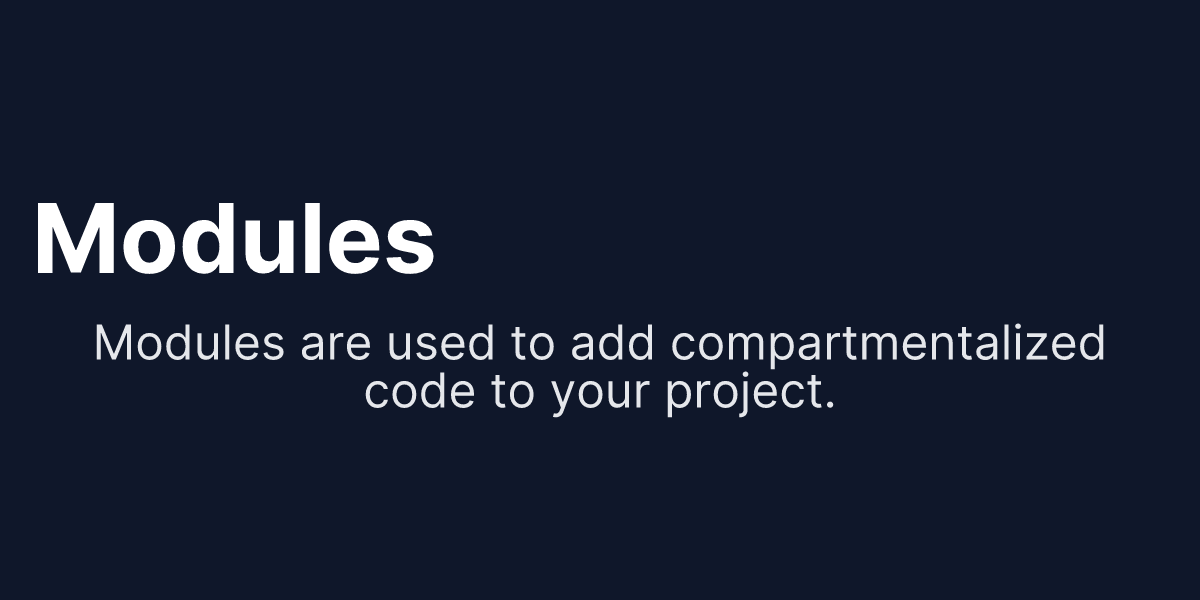 Modules
Modules are used to add compartmentalized
code to your project.